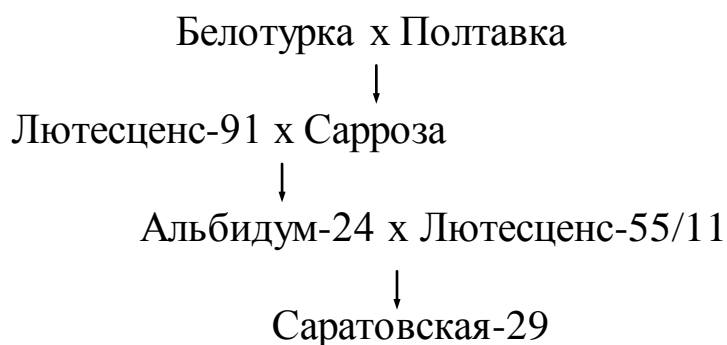 Белотурка х Полтавка
Лютесценс-91 х Сарроза
Альбидум-24 х Лютесценс-55/11
Саратовская-29